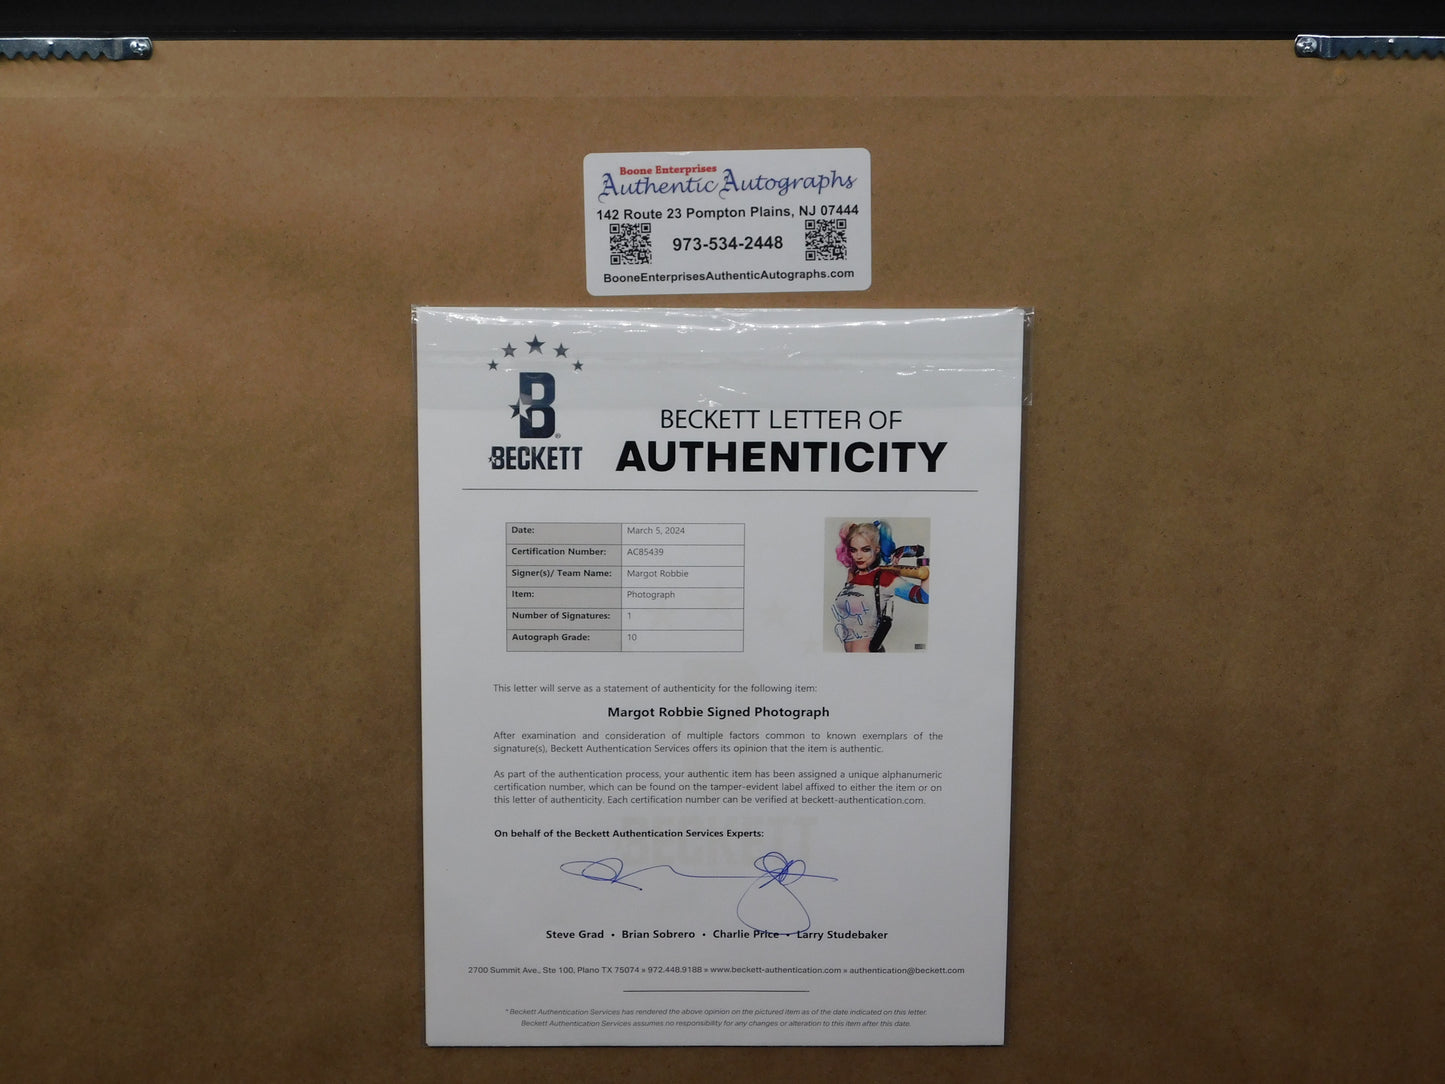 Boone Enterprises
Authentic Autographs
142 Route 23 Pompton Plains, NJ 07444
973-534-2448
BooneEnterprisesAuthenticAutographs.com
B
®
BECKETT
BECKETT LETTER OF
AUTHENTICITY
Date: March 5, 2024
Certification Number: AC85439
Signer(s)/ Team Name: Margot Robbie
Item: Photograph
Number of Signatures: 1
Autograph Grade: 10
This letter will serve as a statement of authenticity for the following item:
Margot Robbie Signed Photograph
After examination and consideration of multiple factors common to known exemplars of the
signature(s), Beckett Authentication Services offers its opinion that the item is authentic.
As part of the authentication process, your authentic item has been assigned a unique alphanumeric
certification number, which can be found on the tamper-evident label affixed to either the item or on
this letter of authenticity. Each certification number can be verified at beckett-authentication.com.
On behalf of the Beckett Authentication Services Experts:
Steve Grad • Brian Sobrero • Charlie Price • Larry Studebaker
2700 Summit Ave., Ste 100, Plano TX 75074 » 972.448.9188 » www.beckett-authentication.com » authentication@beckett.com
* Beckett Authentication Services has rendered the above opinion on the pictured item as of the date indicated on this letter.
Beckett Authentication Services assumes no responsibility for any changes or alteration to this item after this date.